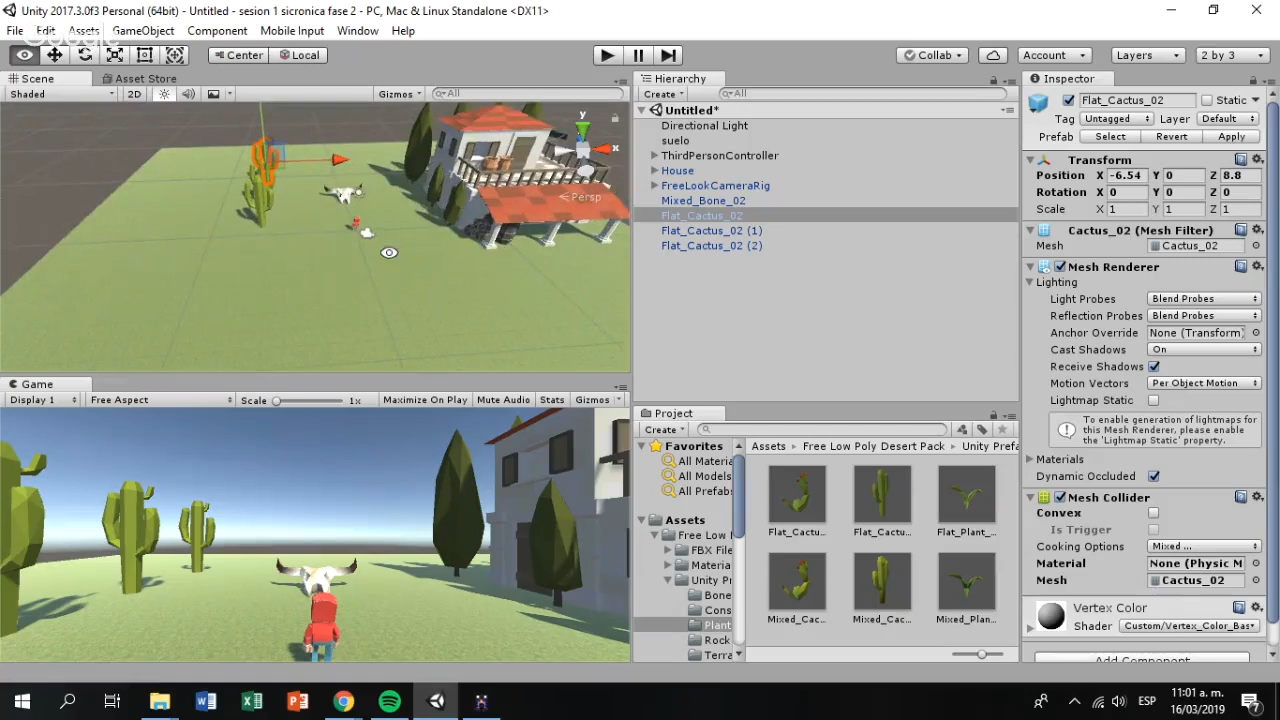 Unity 2017.3.0f3 Personal (64bit) - Untitled - sesion 1 sicronica fase 2 - PC, Mac & Linux Standalone <DX11>
File Edit Assets GameObject Component Mobile Input Window Help
Google
Center Local Collab Account Layers 2 by 3
Scene Asset Store
Shaded 2D Gizmos All
y
x
Persp
Game
Display 1 Free Aspect Scale 1x Maximize On Play Mute Audio Stats Gizmos
Hierarchy
Create All
Untitled*
Directional Light
suelo
ThirdPersonController
House
FreeLookCameraRig
Mixed_Bone_02
Flat_Cactus_02
Flat_Cactus_02 (1)
Flat_Cactus_02 (2)
Project
Create
Favorites
All Materia
All Models
All Prefabs
Assets
Free Low I
FBX File
Materia
Unity Pr
Bone
Cons
Plant
Rock
Terra
Assets Free Low Poly Desert Pack Unity Prefa
Flat_Cactu... Flat_Cac... Flat_Plant_...
Mixed_Cac... Mixed_Cac... Mixed_Plan...
Inspector
Flat_Cactus_02 Static
Tag Untagged Layer Default
Prefab Select Revert Apply
Transform
Position X -6.54 Y 0 Z 8.8
Rotation X 0 Y 0 Z 0
Scale X 1 Y 1 Z 1
Cactus_02 (Mesh Filter)
Mesh Cactus_02
Mesh Renderer
Lighting
Light Probes Blend Probes
Reflection Probes Blend Probes
Anchor Override None (Transform)
Cast Shadows On
Receive Shadows
Motion Vectors Per Object Motion
Lightmap Static
To enable generation of lightmaps for
this Mesh Renderer, please enable
the 'Lightmap Static' property.
Materials
Dynamic Occluded
Mesh Collider
Convex
Is Trigger
Cooking Options Mixed ...
Material None (Physic M
Mesh Cactus_02
Vertex Color
Shader Custom/Vertex_Color_Bas
Add Component
ESP
11:01 a. m.
16/03/2019
7